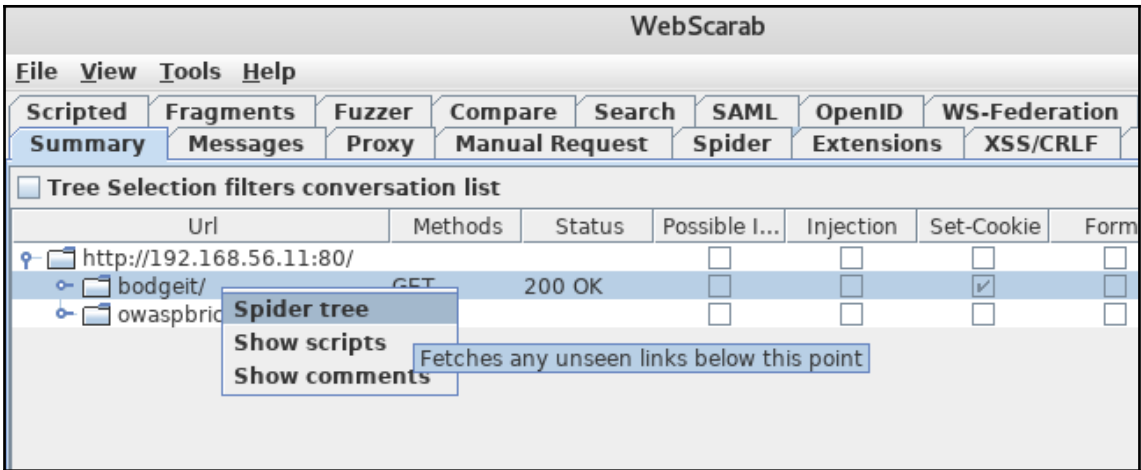 WebScarab
File View Tools Help
Scripted Fragments Fuzzer Compare Search SAML OpenID WS-Federation
Summary Messages Proxy Manual Request Spider Extensions XSS/CRLF
Tree Selection filters conversation list
Url Methods Status Possible I... Injection Set-Cookie Form
http://192.168.56.11:80/
bodgeit/ GET 200 OK
owaspbric
Spider tree
Show scripts
Fetches any unseen links below this point
Show comments